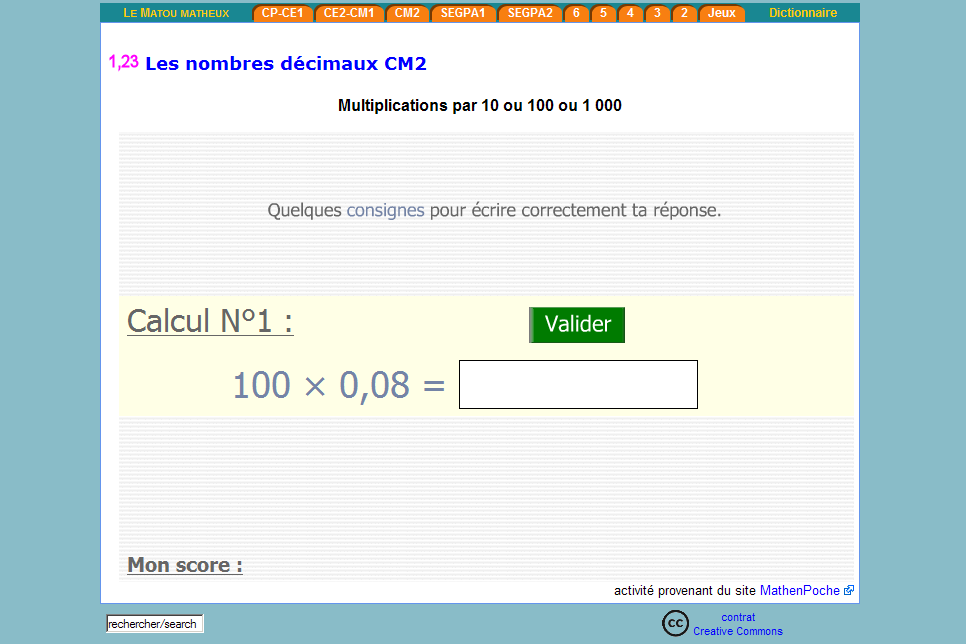 LE MATOU MATHEUX CP-CE1 CE2-CM1 CM2 SEGPA1 SEGPA2 6 5 4 3 2 Jeux Dictionnaire
1,23 Les nombres décimaux CM2
Multiplications par 10 ou 100 ou 1 000
Quelques consignes pour écrire correctement ta réponse.
Calcul N°1 : Valider
100 × 0,08 =
Mon score :
activité provenant du site MathenPoche
rechercher/search cc contrat
Creative Commons